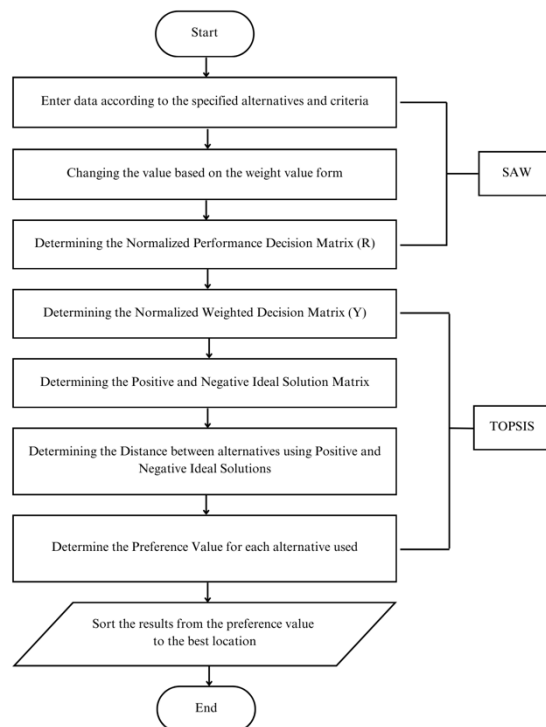 Start
Enter data according to the specified alternatives and criteria
Changing the value based on the weight value form
SAW
Determining the Normalized Performance Decision Matrix (R)
Determining the Normalized Weighted Decision Matrix (Y)
Determining the Positive and Negative Ideal Solution Matrix
TOPSIS
Determining the Distance between alternatives using Positive and
Negative Ideal Solutions
Determine the Preference Value for each alternative used
Sort the results from the preference value
to the best location
End